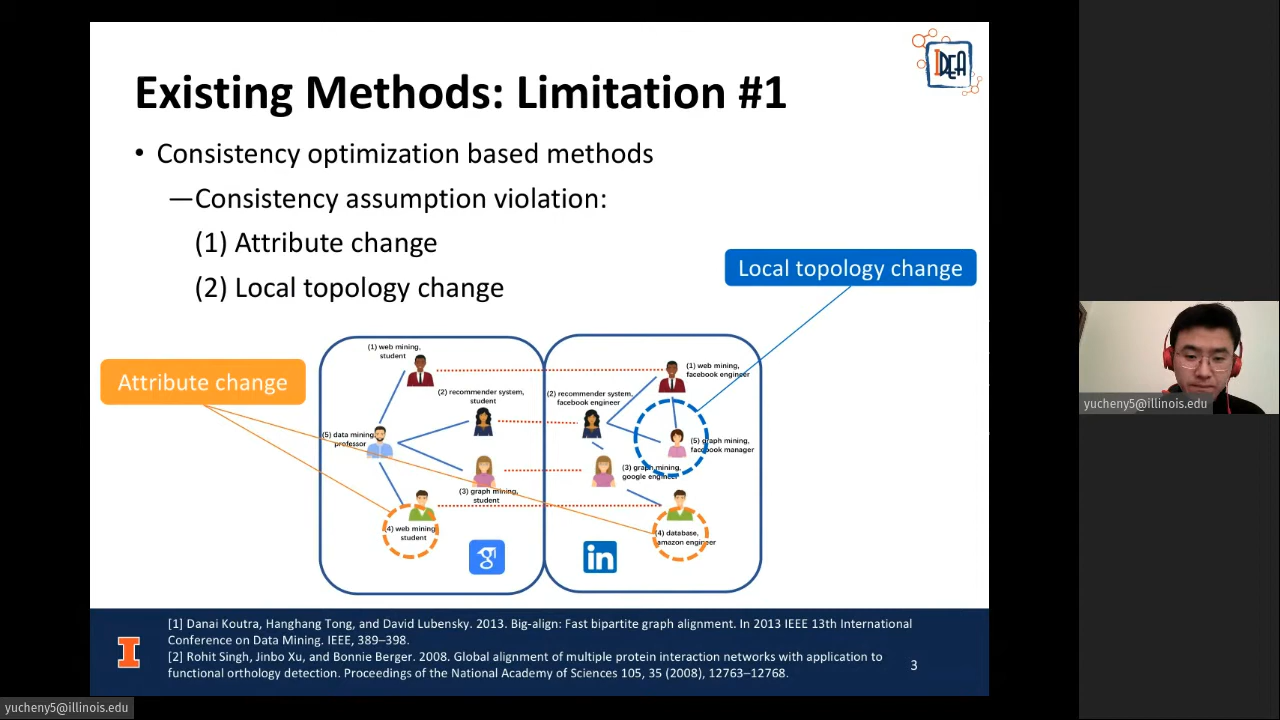 IDEA
Existing Methods: Limitation #1
• Consistency optimization based methods
—Consistency assumption violation:
(1) Attribute change
(2) Local topology change
Local topology change
Attribute change
(1) web mining,
student
(2) recommender system,
student
(5) data mining,
professor
(3) graph mining,
student
(4) web mining,
student
(1) web mining,
facebook engineer
(2) recommender system,
facebook engineer
(5) graph mining,
facebook manager
(3) graph mining,
google engineer
(4) database,
amazon engineer
g
in
[1] Danai Koutra, Hanghang Tong, and David Lubensky. 2013. Big-align: Fast bipartite graph alignment. In 2013 IEEE 13th International
Conference on Data Mining. IEEE, 389–398.
[2] Rohit Singh, Jinbo Xu, and Bonnie Berger. 2008. Global alignment of multiple protein interaction networks with application to
functional orthology detection. Proceedings of the National Academy of Sciences 105, 35 (2008), 12763–12768.
I
3
yucheny5@illinois.edu
yucheny5@illinois.edu